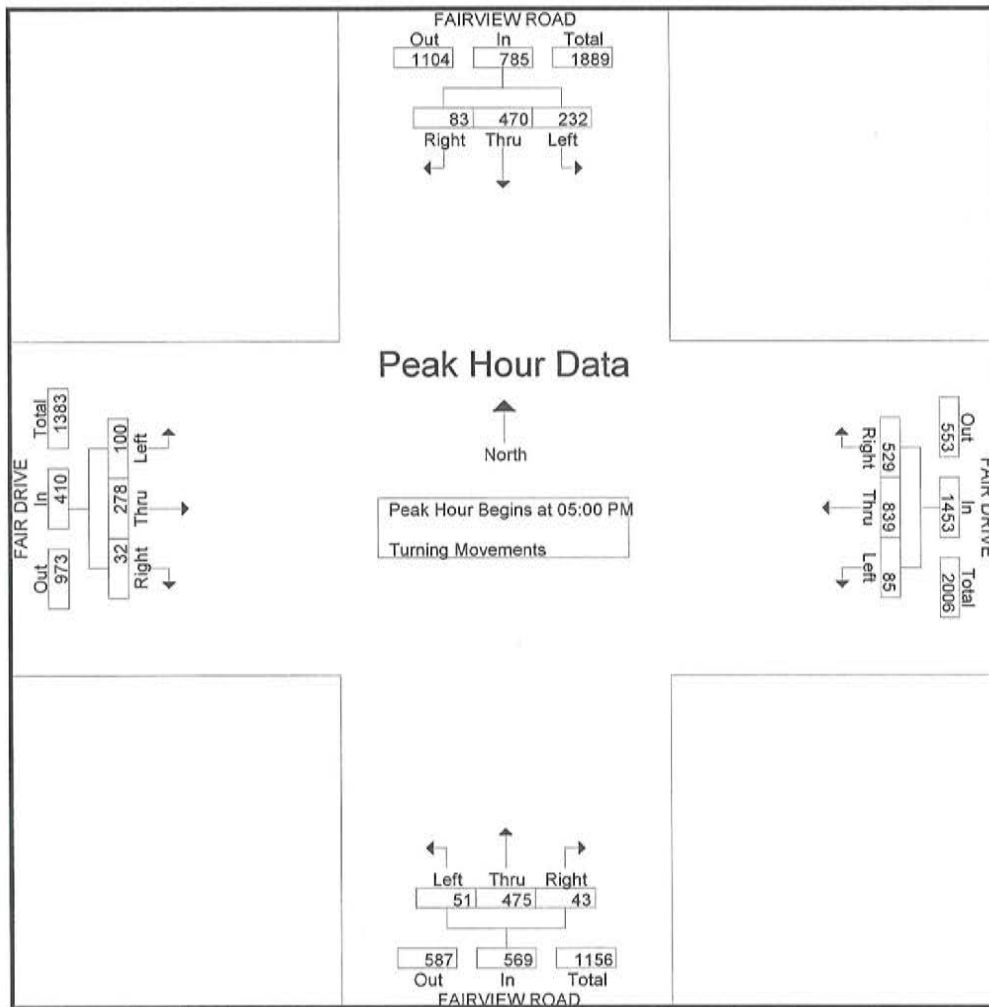 FAIRVIEW ROAD
Out In Total
1104 785 1889
83 470 232
Right Thru Left
Peak Hour Data
North
Peak Hour Begins at 05:00 PM
Turning Movements
FAIR DRIVE
Out In Total
973 410 1383
32 278 100
Right Thru Left
FAIR DRIVE
Out In Total
553 1453 2006
529 839 85
Right Thru Left
Left Thru Right
51 475 43
587 569 1156
Out In Total
FAIRVIEW ROAD